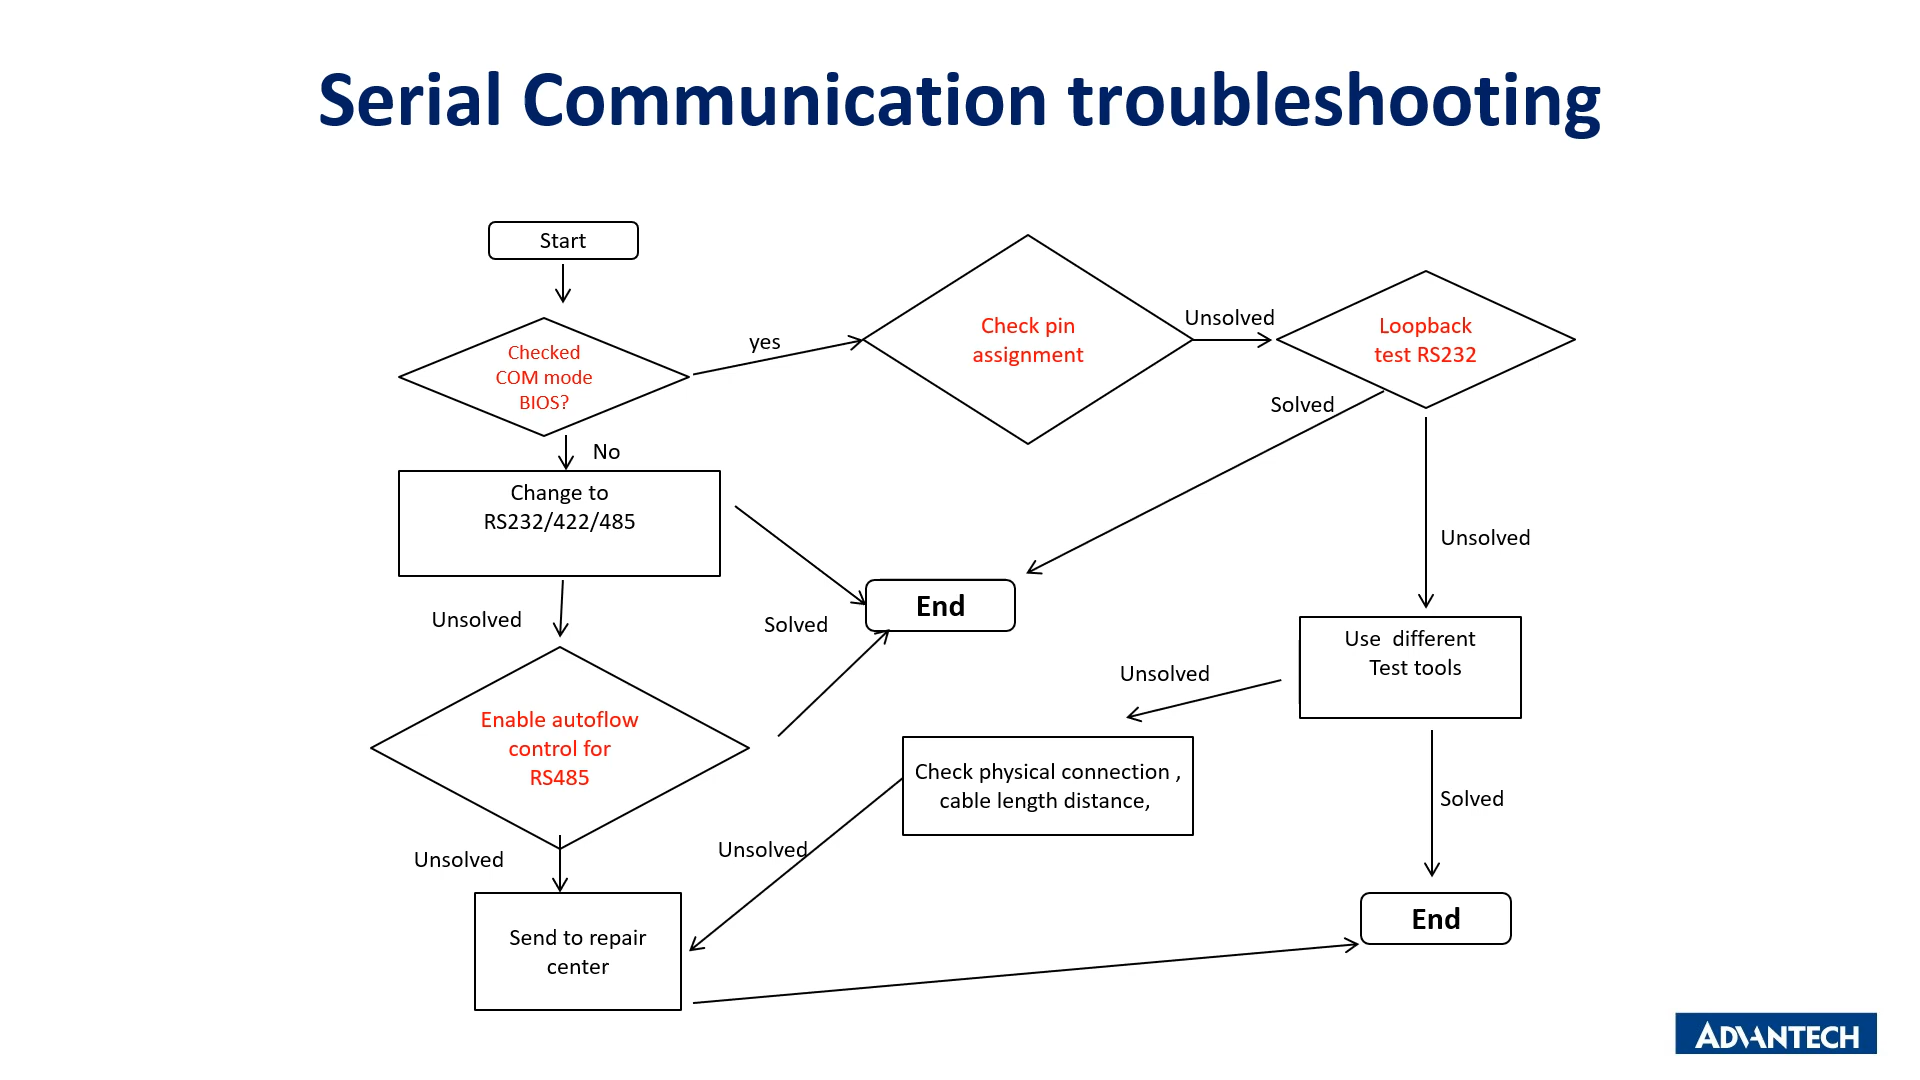 Serial Communication troubleshooting
Start
Checked
COM mode
BIOS?
yes
Check pin
assignment
Unsolved
Loopback
test RS232
Solved
No
Change to
RS232/422/485
Unsolved
Unsolved
End
Solved
Use  different
Test tools
Unsolved
Enable autoflow
control for
RS485
Check physical connection ,
cable length distance,
Solved
Unsolved
Unsolved
Send to repair
center
End
ADVANTECH